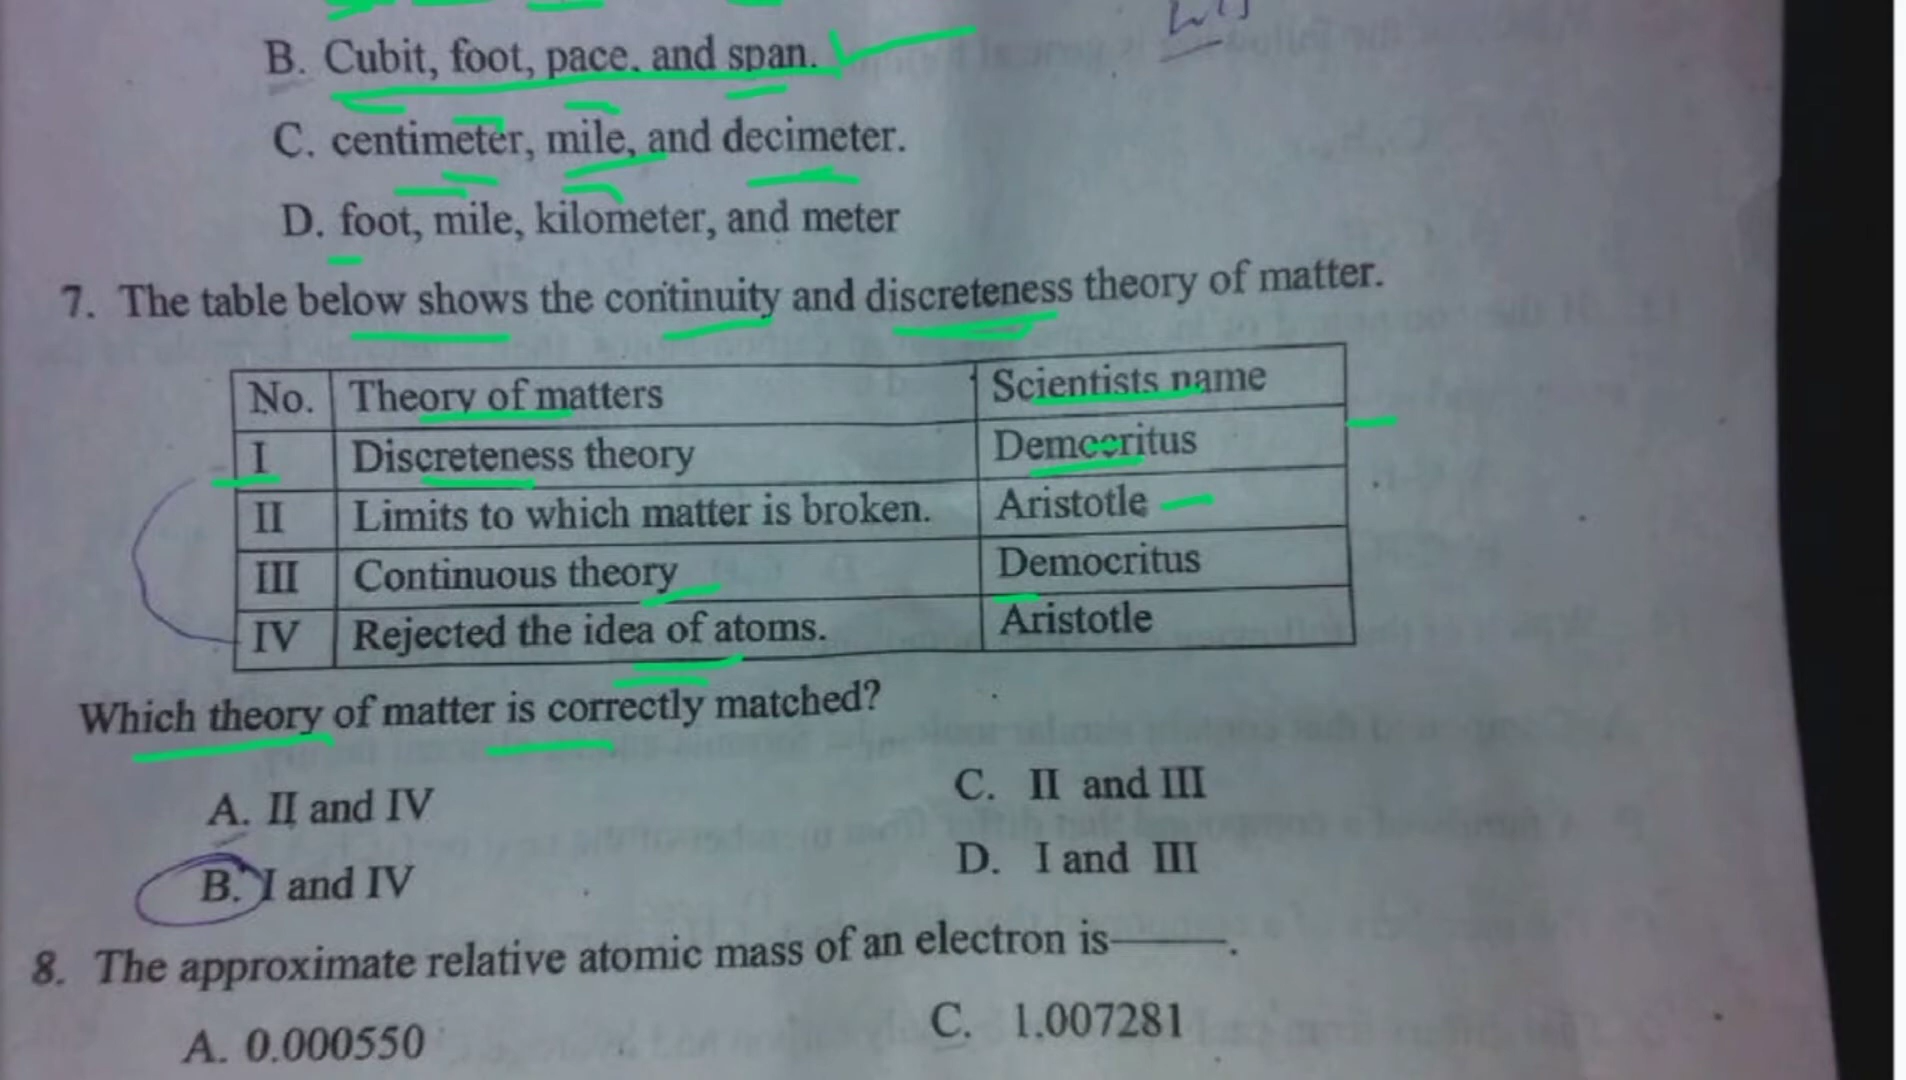 B. Cubit, foot, pace. and span.
C. centimeter, mile, and decimeter.
D. foot, mile, kilometer, and meter
7. The table below shows the continuity and discreteness theory of matter.
No. Theory of matters Scientists name
I Discreteness theory Democritus
II Limits to which matter is broken. Aristotle
III Continuous theory Democritus
IV Rejected the idea of atoms. Aristotle
Which theory of matter is correctly matched?
A. II and IV C. II and III
B. I and IV D. I and III
8. The approximate relative atomic mass of an electron is———.
A. 0.000550 C. 1.007281